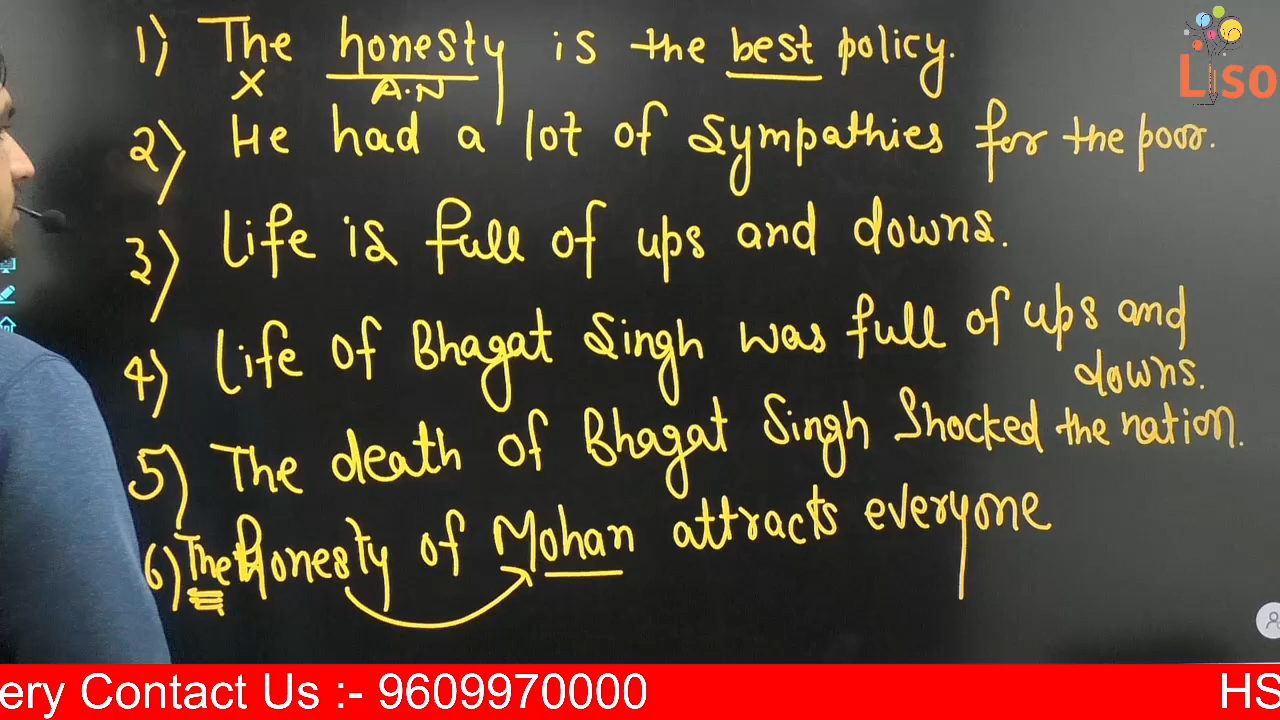 1) The honesty is the best policy.
X A.N
2) He had a lot of Sympathies for the poor.
3) Life is full of ups and downs.
4) Life of Bhagat Singh was full of ups and
downs.
5) The death of Bhagat Singh Shocked the nation.
6) The Honesty of Mohan attracts everyone
Liso
ery Contact Us :- 9609970000 HS